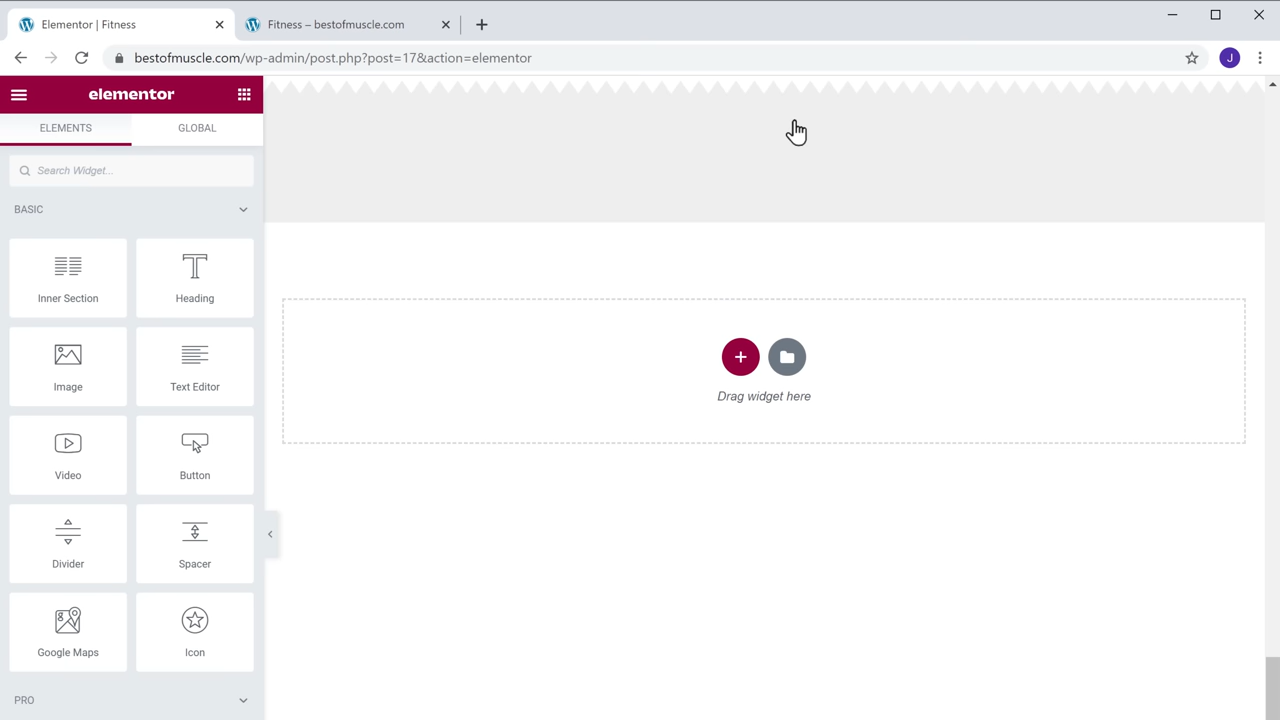 Elementor | Fitness
Fitness – bestofmuscle.com
bestofmuscle.com/wp-admin/post.php?post=17&action=elementor
J
elementor
ELEMENTS
GLOBAL
Search Widget...
BASIC
Inner Section
Heading
Image
Text Editor
Video
Button
Divider
Spacer
Google Maps
Icon
PRO
Drag widget here